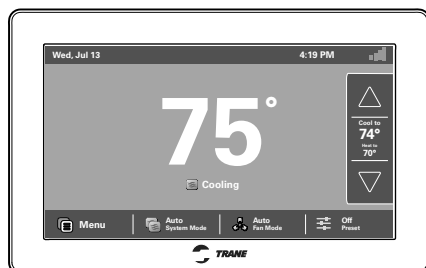 Wed, Jul 13 4:19 PM
75°
Cooling
Cool to
74°
Heat to
70°
Menu
Auto
System Mode
Auto
Fan Mode
Off
Preset
TRANE